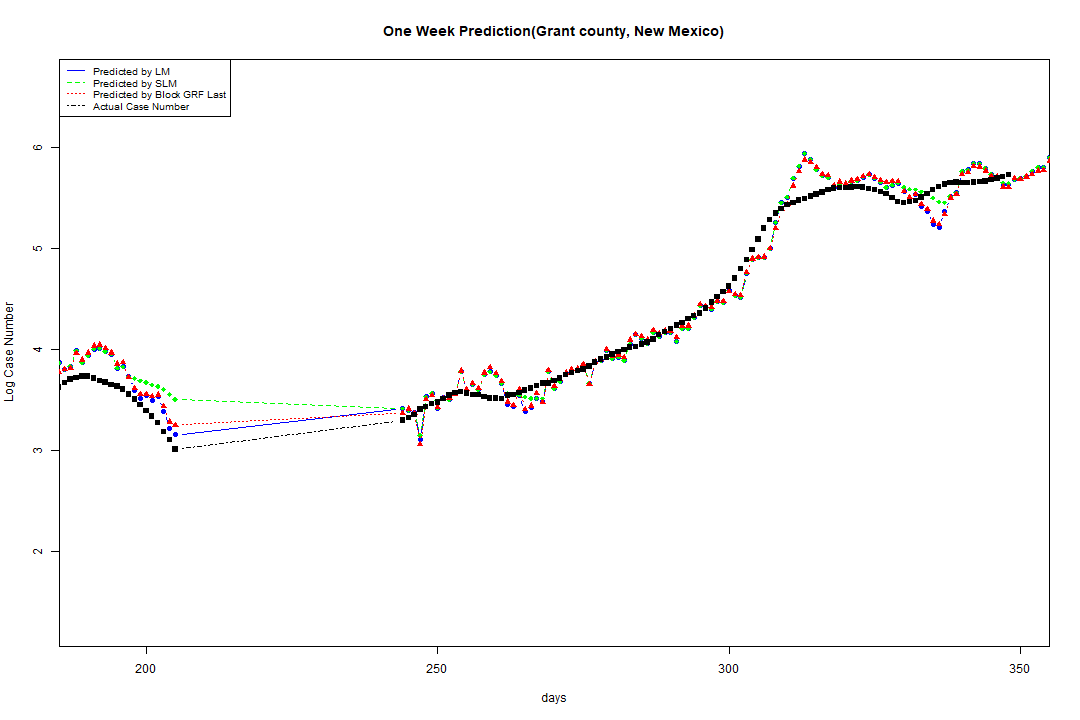 One Week Prediction(Grant county, New Mexico)
Predicted by LM
Predicted by SLM
Predicted by Block GRF Last
Actual Case Number
6
5
4
3
2
Log Case Number
200 250 300 350
days